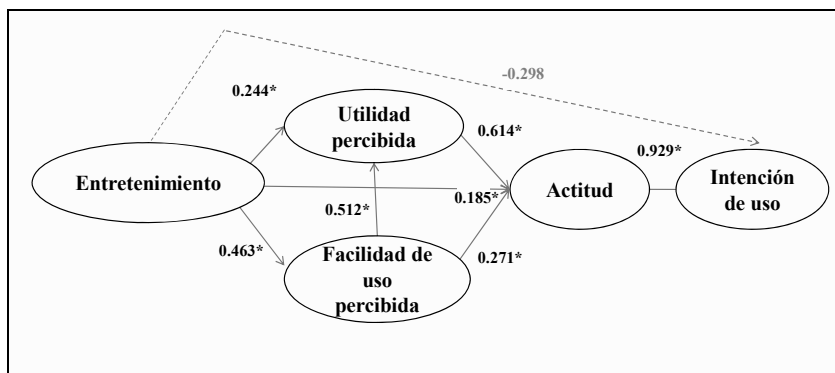 -0.298
0.244*
Utilidad
percibida
0.614*
0.929*
Entretenimiento
Actitud
Intención
de uso
0.512*
0.185*
0.463*
Facilidad de
uso
percibida
0.271*